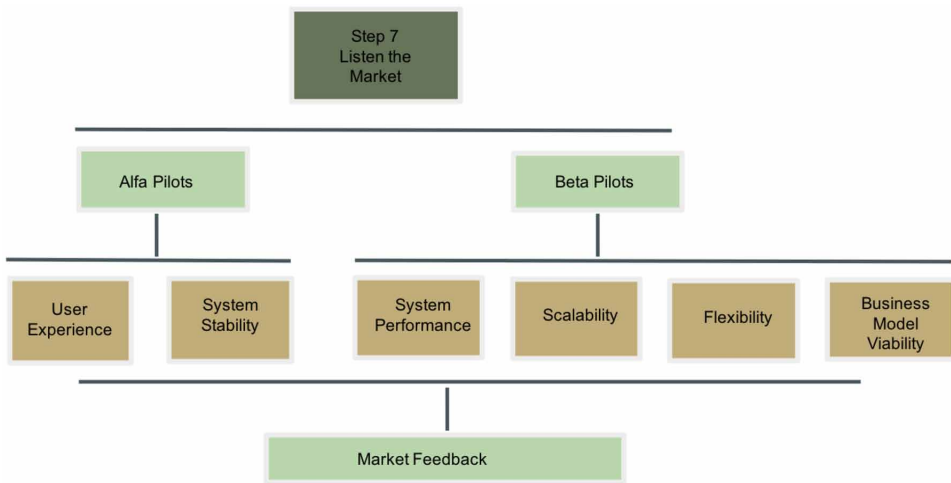 Step 7
Listen the
Market
Alfa Pilots
Beta Pilots
User
Experience
System
Stability
System
Performance
Scalability
Flexibility
Business
Model
Viability
Market Feedback